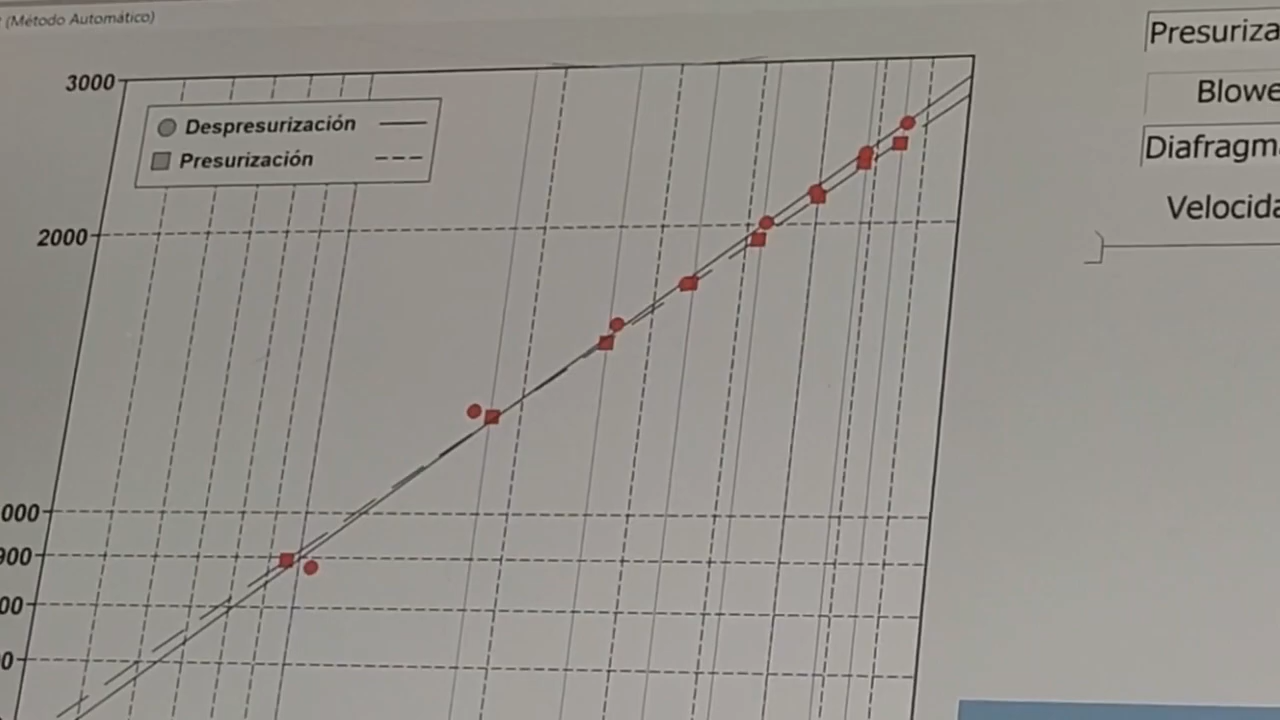 (Método Automático)
3000
Despresurización
Presurización
2000
000
900
00
0
Presuriza
Blowe
Diafragm
Velocida